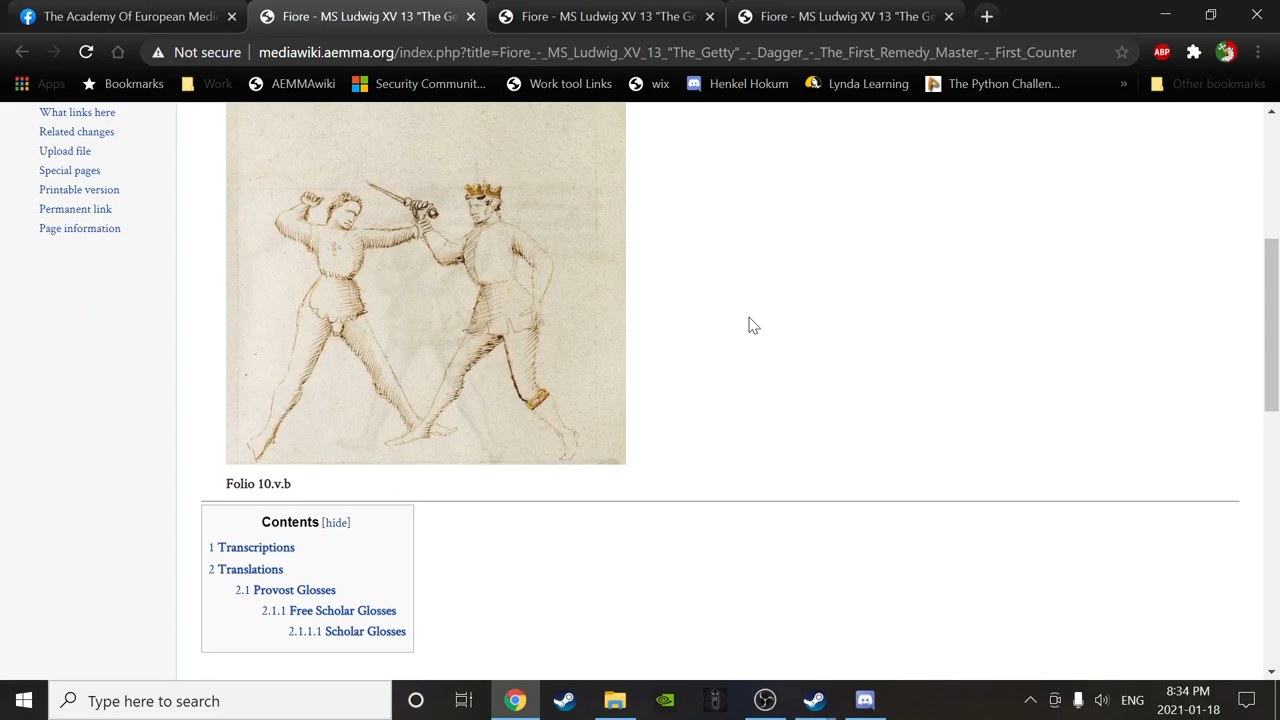 The Academy Of European Medi
Fiore - MS Ludwig XV 13 "The Ge
Fiore - MS Ludwig XV 13 "The G
Fiore - MS Ludwig XV 13 "The G
Not secure
mediawiki.aemma.org/index.php?title=Fiore_-_MS_Ludwig_XV_13_"The_Getty"_-_Dagger_-_The_First_Remedy_Master_-_First_Counter
ABP
Apps
Bookmarks
Work
AEMMAwiki
Security Communit...
Work tool Links
wix
Henkel Hokum
Lynda Learning
The Python Challen...
»
Other bookmarks
What links here
Related changes
Upload file
Special pages
Printable version
Permanent link
Page information
Folio 10.v.b
Contents [hide]
1 Transcriptions
2 Translations
2.1 Provost Glosses
2.1.1 Free Scholar Glosses
2.1.1.1 Scholar Glosses
Type here to search
ENG
8:34 PM
2021-01-18